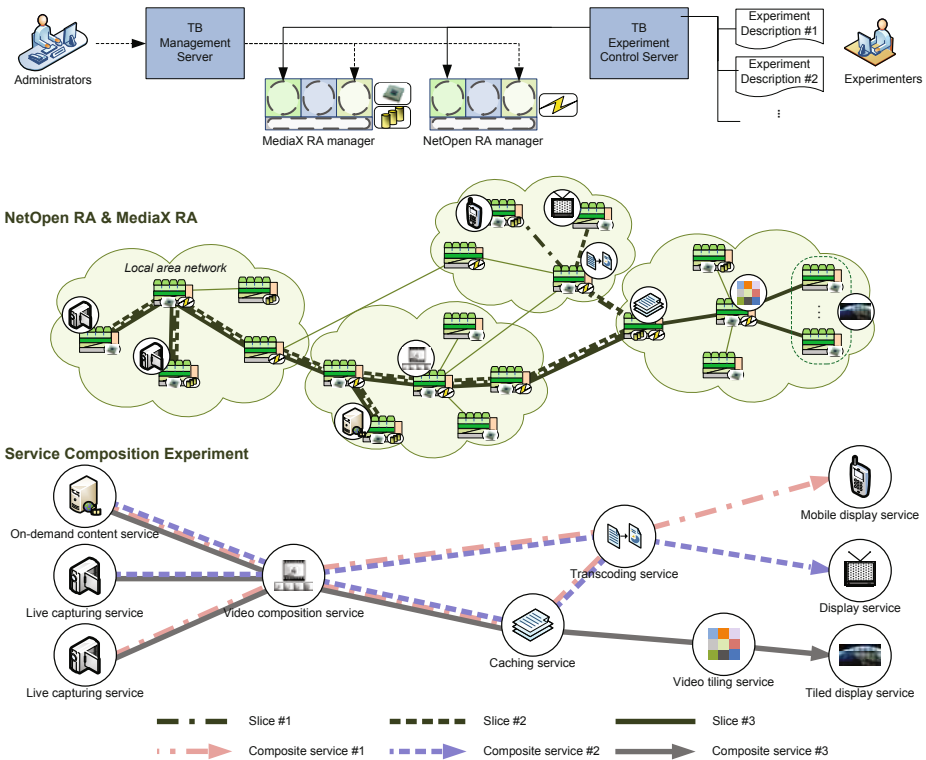 TB
Management
Server
TB
Experiment
Control Server
Experiment
Description #1
Experiment
Description #2
...
Administrators
Experimenters
MediaX RA manager
NetOpen RA manager
NetOpen RA & MediaX RA
Local area network
Service Composition Experiment
On-demand content service
Live capturing service
Live capturing service
Video composition service
Transcoding service
Caching service
Video tiling service
Mobile display service
Display service
Tiled display service
Slice #1
Slice #2
Slice #3
Composite service #1
Composite service #2
Composite service #3